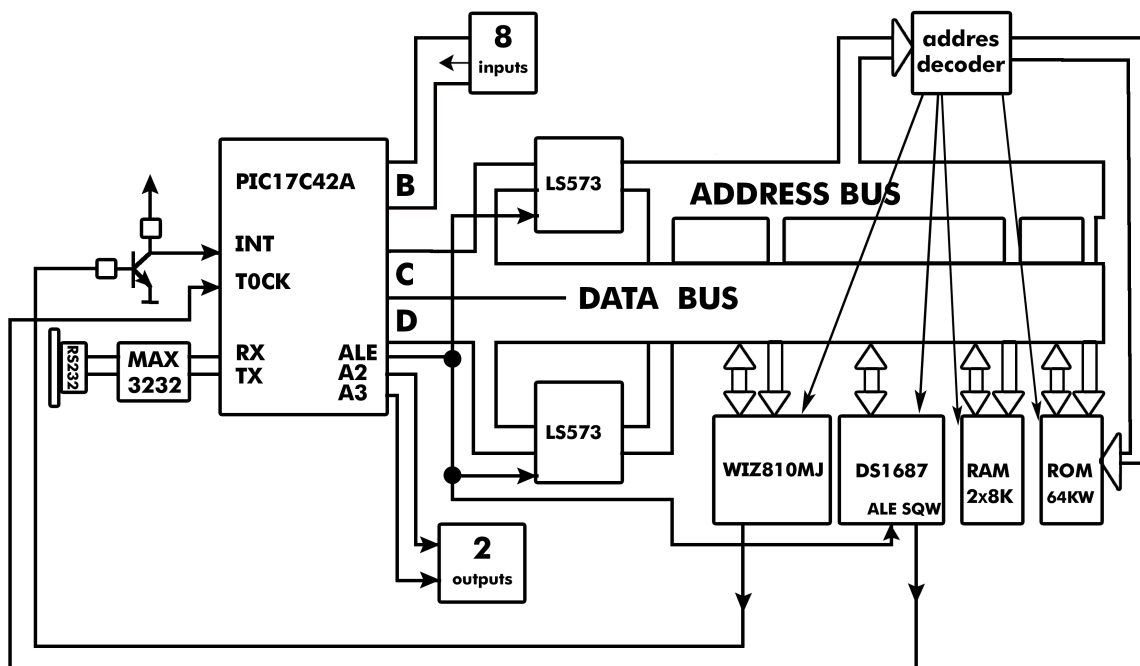 8
inputs
addres
decoder
PIC17C42A
B
LS573
ADDRESS BUS
INT
T0CK
C
DATA BUS
D
RS232
MAX
3232
RX
TX
ALE
A2
A3
LS573
WIZ810MJ
DS1687
ALE SQW
RAM
2x8K
ROM
64KW
2
outputs